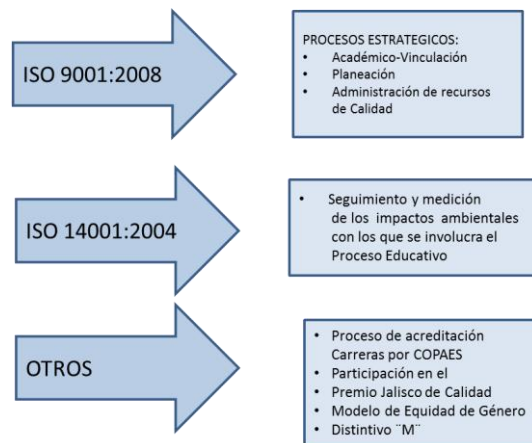 ISO 9001:2008
PROCESOS ESTRATEGICOS:
• Académico-Vinculación
• Planeación
• Administración de recursos
de Calidad
ISO 14001:2004
• Seguimiento y medición
de los impactos ambientales
con los que se involucra el
Proceso Educativo
OTROS
• Proceso de acreditación
Carreras por COPAES
• Participación en el
• Premio Jalisco de Calidad
• Modelo de Equidad de Género
• Distintivo ¨M¨